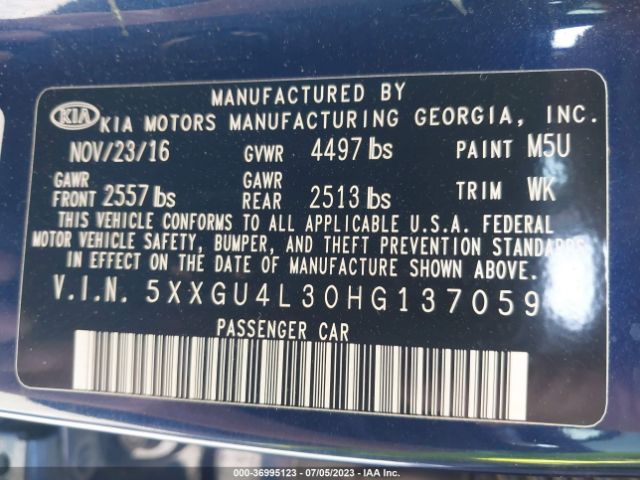 MANUFACTURED BY
KIA KIA MOTORS MANUFACTURING GEORGIA, INC.
NOV/23/16 GVWR 4497 lbs PAINT M5U
GAWR FRONT 2557 lbs GAWR REAR 2513 lbs TRIM WK
THIS VEHICLE CONFORMS TO ALL APPLICABLE U.S.A. FEDERAL
MOTOR VEHICLE SAFETY, BUMPER, AND THEFT PREVENTION STANDARDS
IN EFFECT ON THE DATE OF MANUFACTURE SHOWN ABOVE.
V.I.N. 5XXGU4L30HG137059
PASSENGER CAR
000-36995123 - 07/05/2023 - IAA Inc.